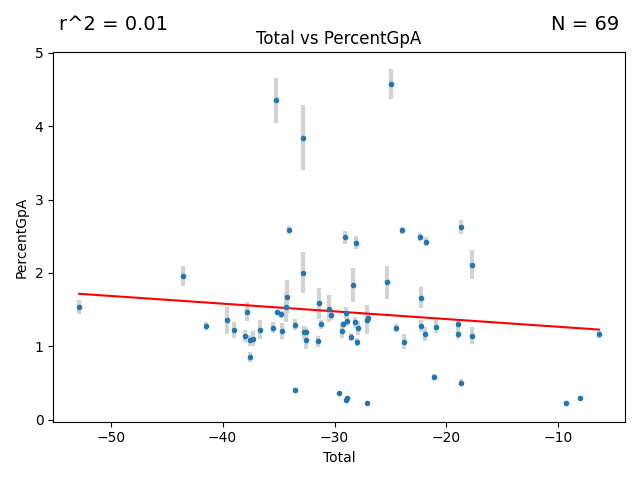 r^2 = 0.01
N = 69
Total vs PercentGpA
5
4
3
2
1
0
PercentGpA
−50
−40
−30
−20
−10
Total